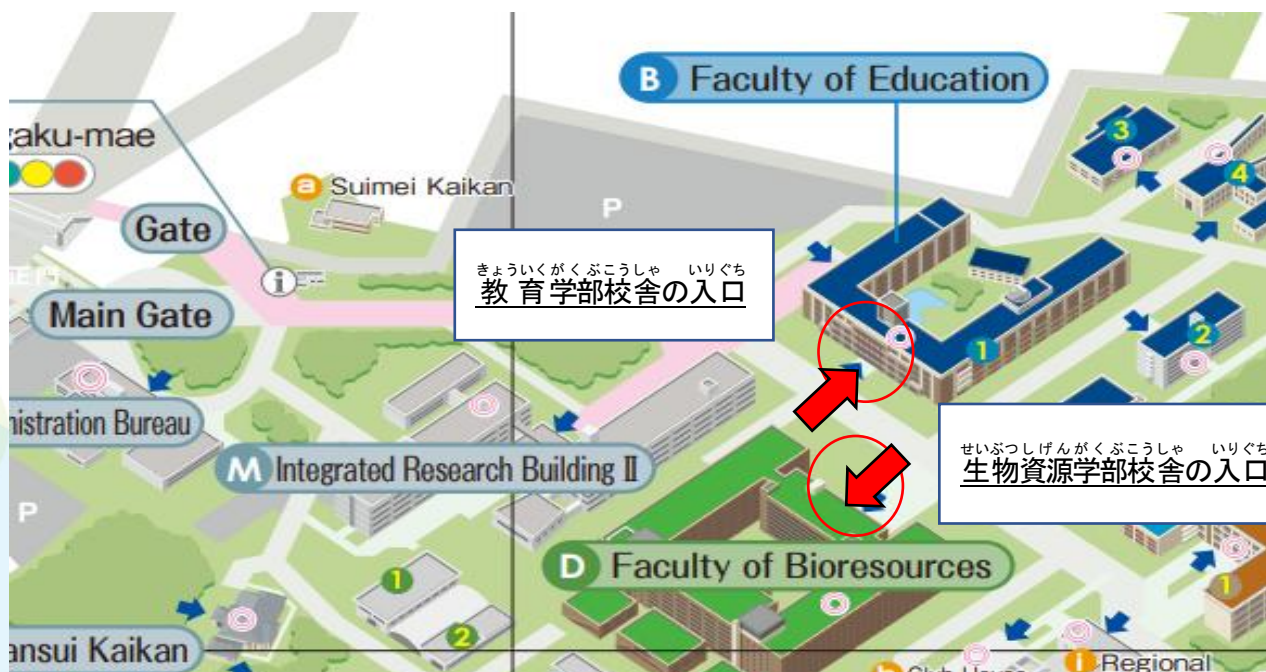 B Faculty of Education
gaku-mae
a Suimei Kaikan
P
Gate
i
Main Gate
きょういくがくぶこうしゃ いりぐち
教育学部校舎の入口
3
4
1
2
nistration Bureau
M Integrated Research Building Ⅱ
せいぶつしげんがくぶこうしゃ いりぐち
生物資源学部校舎の入口
P
D Faculty of Bioresources
1
2
1
ansui Kaikan
i Regional